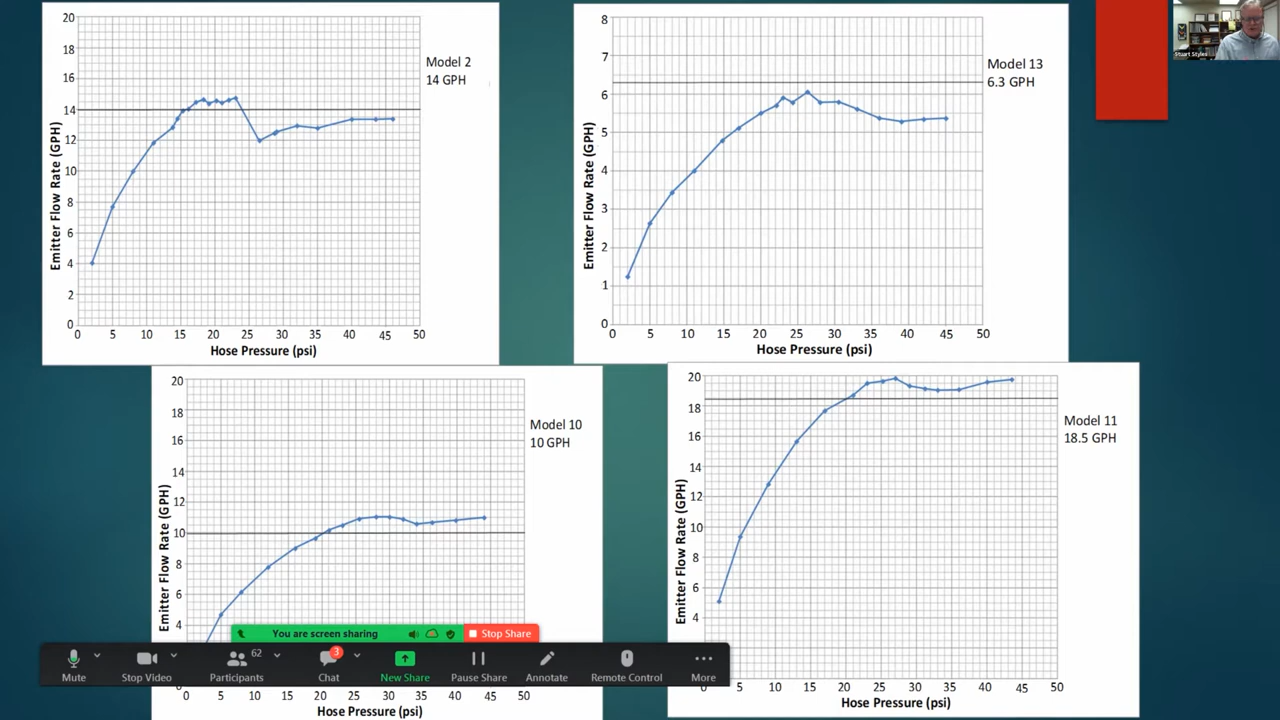 20
18
16
14
12
10
8
6
4
2
0
0 5 10 15 20 25 30 35 40 45 50
Emitter Flow Rate (GPH)
Hose Pressure (psi)
Model 2
14 GPH
8
7
6
5
4
3
2
1
0
0 5 10 15 20 25 30 35 40 45 50
Emitter Flow Rate (GPH)
Hose Pressure (psi)
Model 13
6.3 GPH
Stuart Styles
20
18
16
14
12
10
8
6
4
0 5 10 15 20 25 30 35 40 45 50
Emitter Flow Rate (GPH)
Hose Pressure (psi)
Model 10
10 GPH
20
18
16
14
12
10
8
6
4
0 5 10 15 20 25 30 35 40 45 50
Emitter Flow Rate (GPH)
Hose Pressure (psi)
Model 11
18.5 GPH
You are screen sharing
Stop Share
62
3
Mute Stop Video Participants Chat New Share Pause Share Annotate Remote Control More